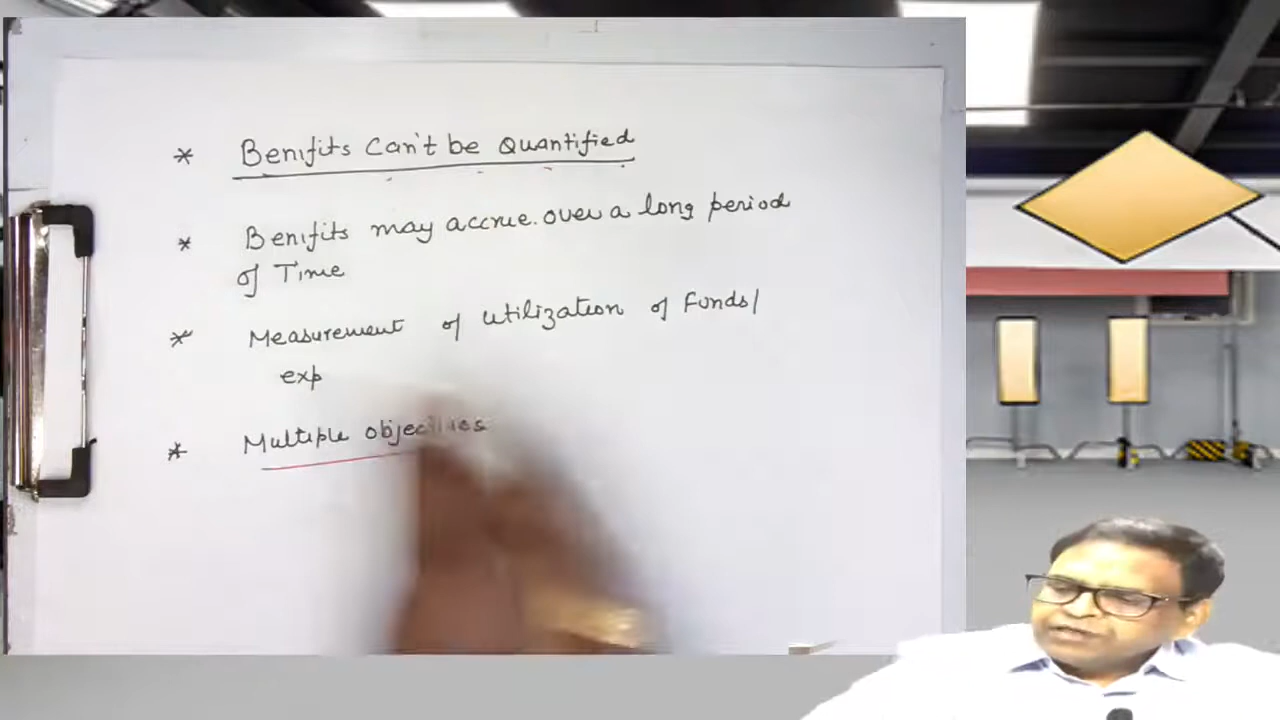 * Benifits Can't be Quantified
* Benifits may accrue over a long period
of Time
* Measurement of utilization of Funds/
exp
* Multiple objectives